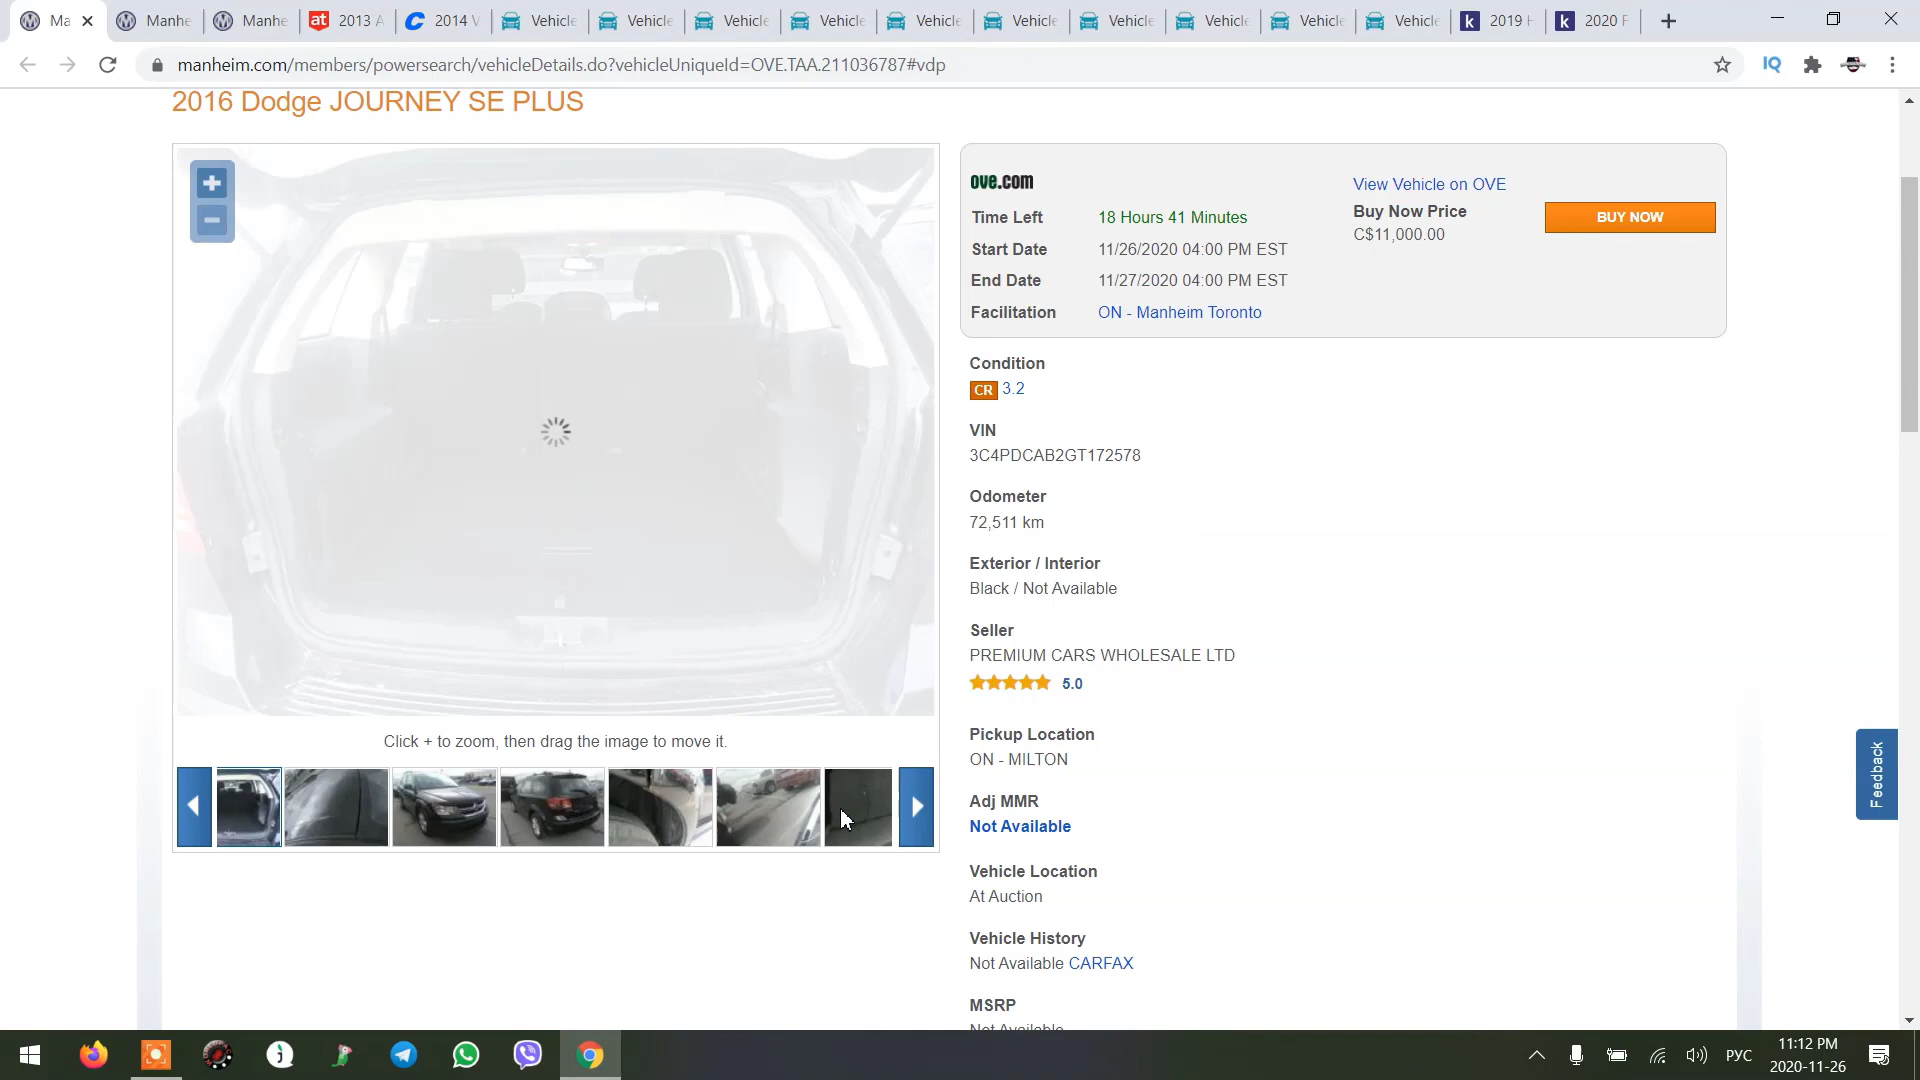 Ma
Manhe
Manhe
at 2013 A
2014 V
Vehicle
Vehicle
Vehicle
Vehicle
Vehicle
Vehicle
Vehicle
Vehicle
Vehicle
Vehicle
k 2019 H
k 2020 F
manheim.com/members/powersearch/vehicleDetails.do?vehicleUniqueId=OVE.TAA.211036787#vdp
IQ
2016 Dodge JOURNEY SE PLUS
Click + to zoom, then drag the image to move it.
ove.com
Time Left 18 Hours 41 Minutes
Start Date 11/26/2020 04:00 PM EST
End Date 11/27/2020 04:00 PM EST
Facilitation ON - Manheim Toronto
View Vehicle on OVE
Buy Now Price
C$11,000.00
BUY NOW
Condition
CR 3.2
VIN
3C4PDCAB2GT172578
Odometer
72,511 km
Exterior / Interior
Black / Not Available
Seller
PREMIUM CARS WHOLESALE LTD
5.0
Pickup Location
ON - MILTON
Adj MMR
Not Available
Vehicle Location
At Auction
Vehicle History
Not Available CARFAX
MSRP
Not Available
Feedback
РУС
11:12 PM
2020-11-26